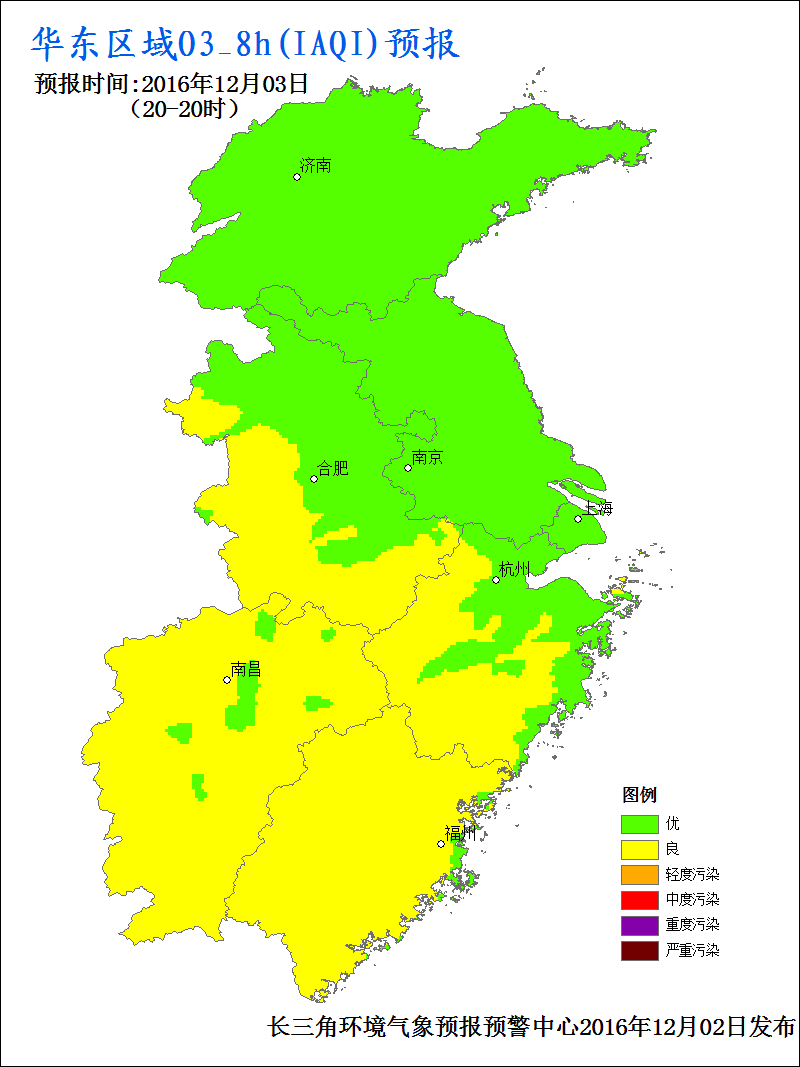 华东区域O3_8h(IAQI)预报
预报时间:2016年12月03日
（20-20时）
济南
南京
合肥
上海
杭州
南昌
福州
图例
优
良
轻度污染
中度污染
重度污染
严重污染
长三角环境气象预报预警中心2016年12月02日发布